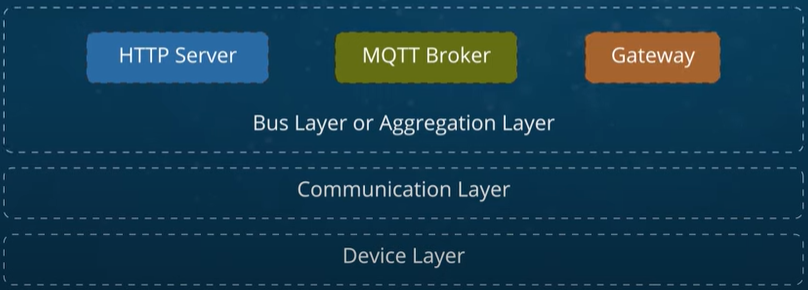 HTTP Server
MQTT Broker
Gateway
Bus Layer or Aggregation Layer
Communication Layer
Device Layer